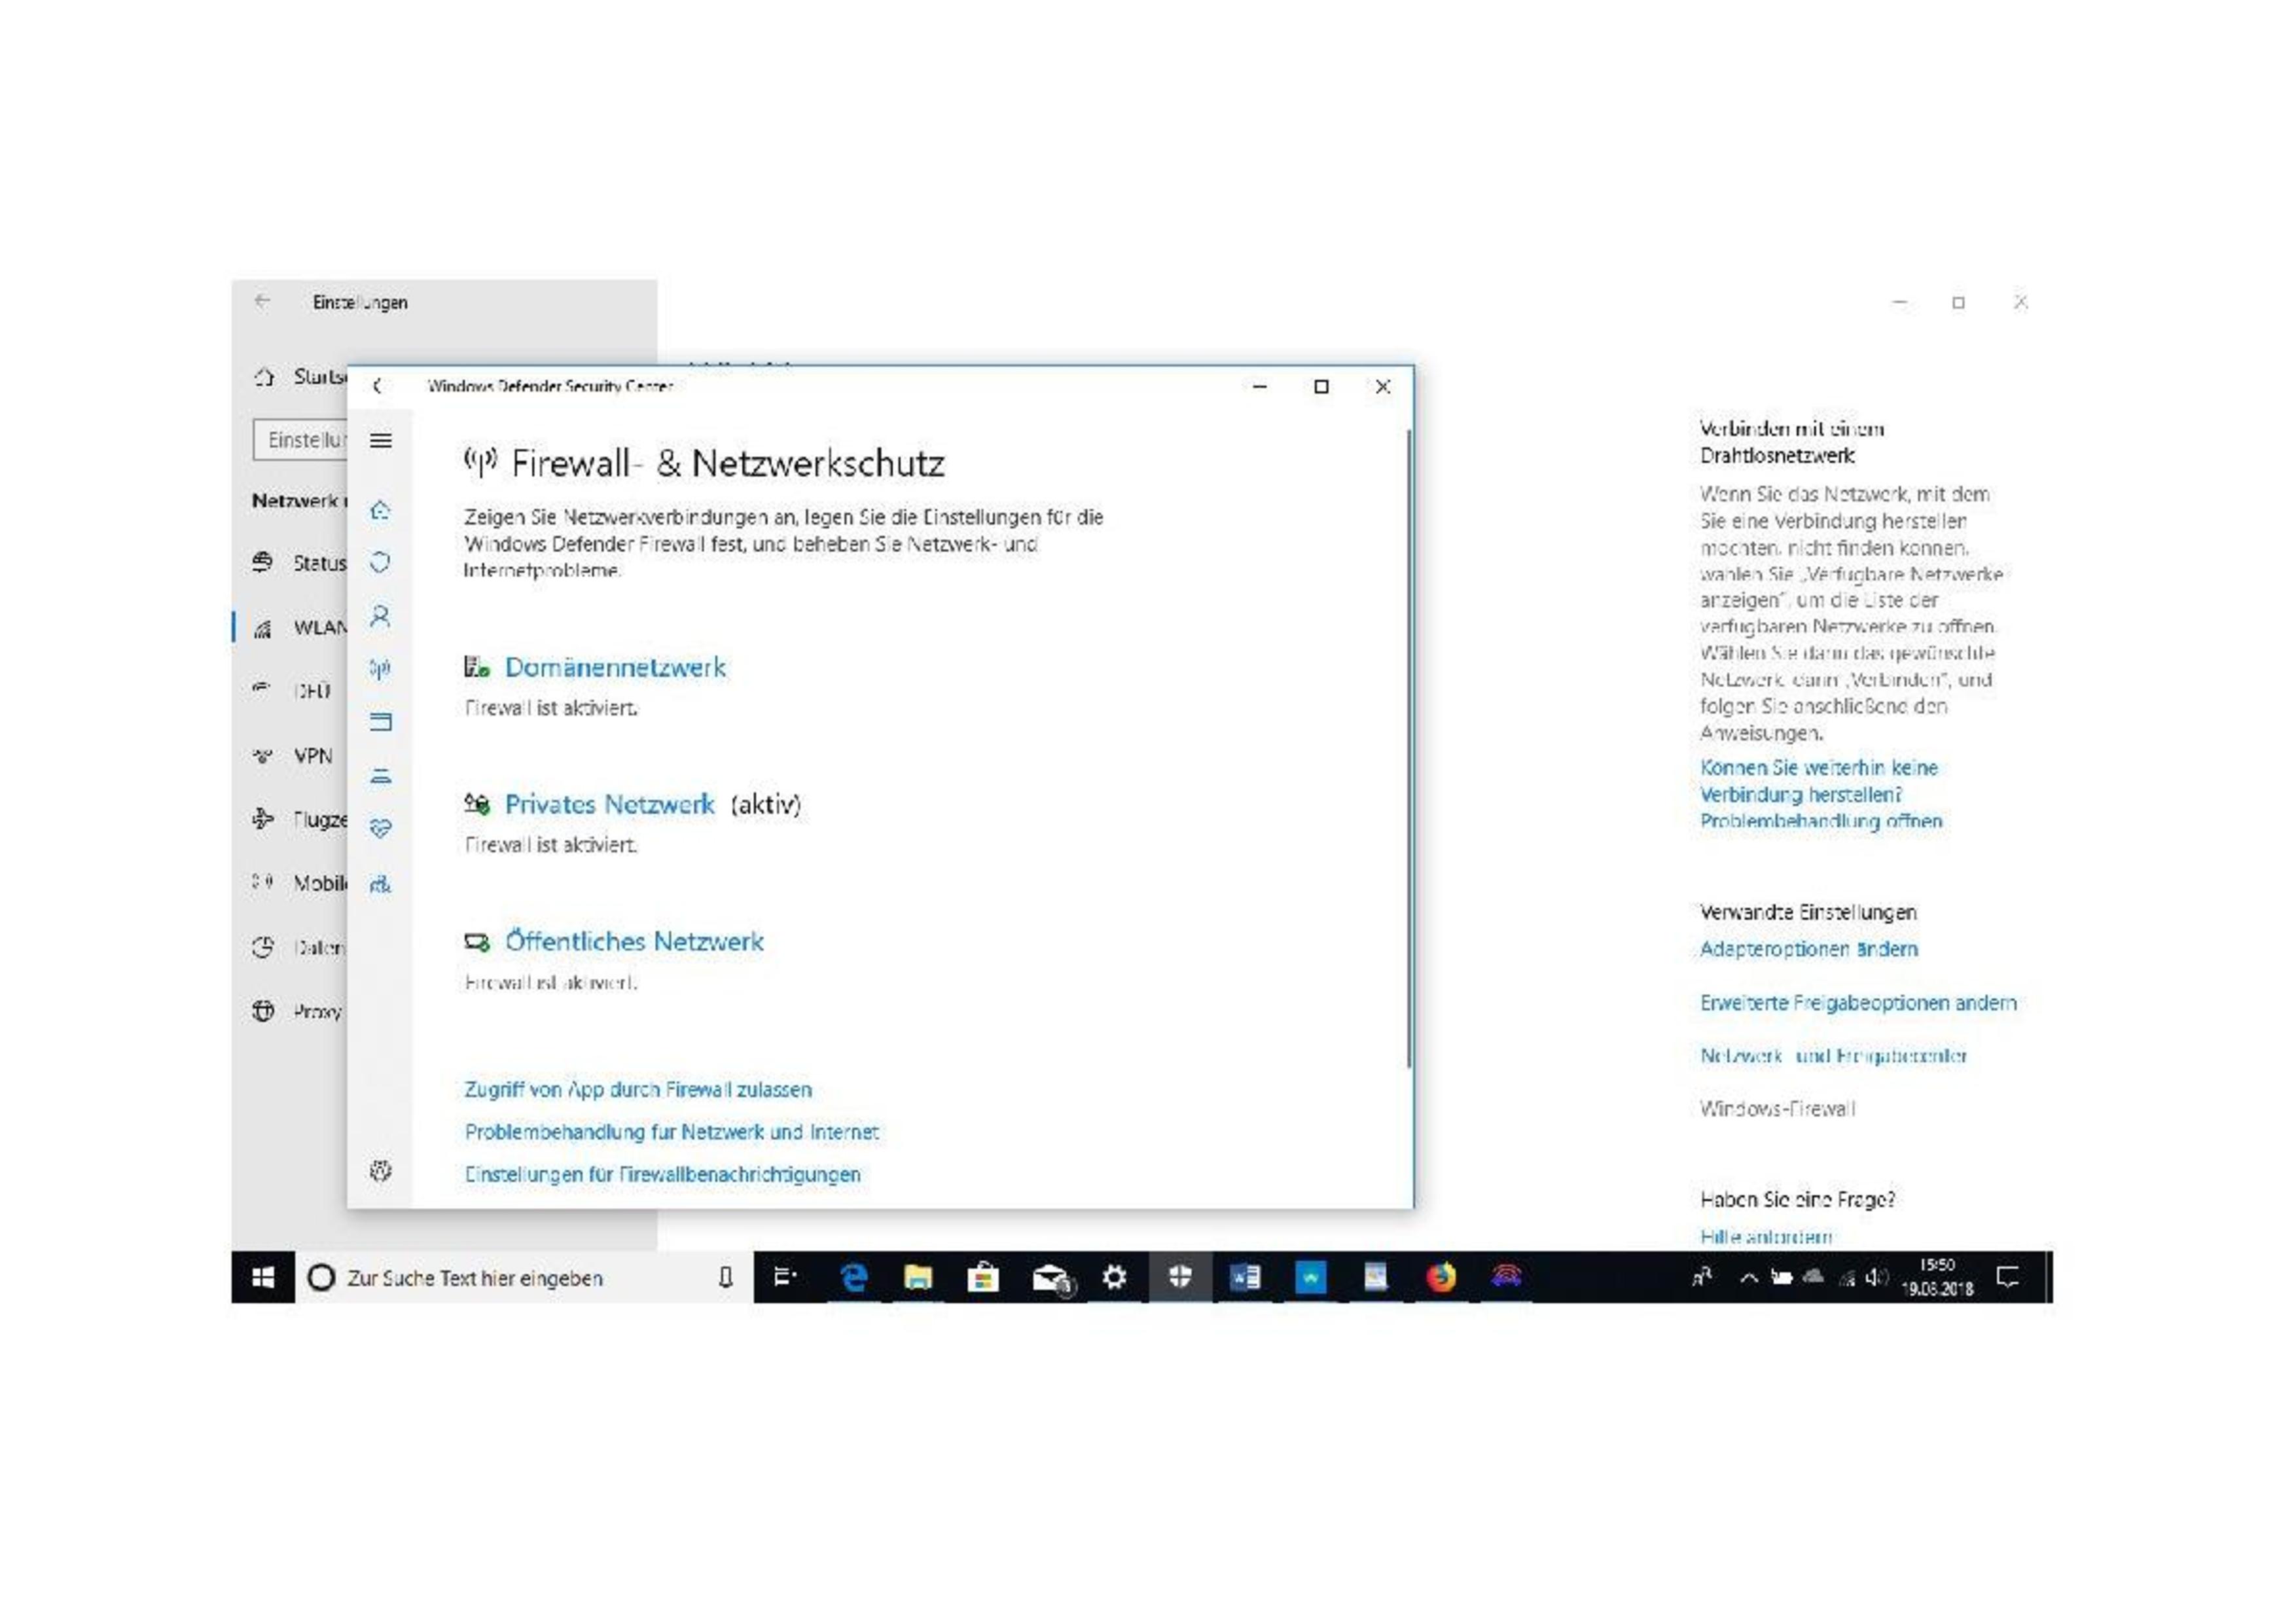 Einstellungen
Netzwerk
Status
WLAN
DFÜ
VPN
Proxy
Windows Defender Security Center
Firewall- & Netzwerkschutz
Zeigen Sie Netzwerkverbindungen an, legen Sie die Einstellungen für die
Windows Defender Firewall fest, und beheben Sie Netzwerk- und
Internetprobleme.
Domänennetzwerk
Firewall ist aktiviert.
Privates Netzwerk (aktiv)
Firewall ist aktiviert.
Öffentliches Netzwerk
Firewall ist aktiviert.
Zugriff von App durch Firewall zulassen
Problembehandlung für Netzwerk und Internet
Einstellungen für Firewallbenachrichtigungen
Verbinden mit einem
Drahtlosnetzwerk
Wenn Sie das Netzwerk, mit dem
Sie eine Verbindung herstellen
möchten, nicht finden können,
wählen Sie „Verfügbare Netzwerke
anzeigen“, um die Liste der
verfügbaren Netzwerke zu öffnen.
Wählen Sie dann das gewünschte
Netzwerk, dann „Verbinden“, und
folgen Sie anschließend den
Anweisungen.
Können Sie weiterhin keine
Verbindung herstellen?
Problembehandlung öffnen
Verwandte Einstellungen
Adapteroptionen ändern
Erweiterte Freigabeoptionen ändern
Netzwerk- und Freigabecenter
Windows-Firewall
Haben Sie eine Frage?
Hilfe anfordern
Zur Suche Text hier eingeben
15:50
19.08.2018